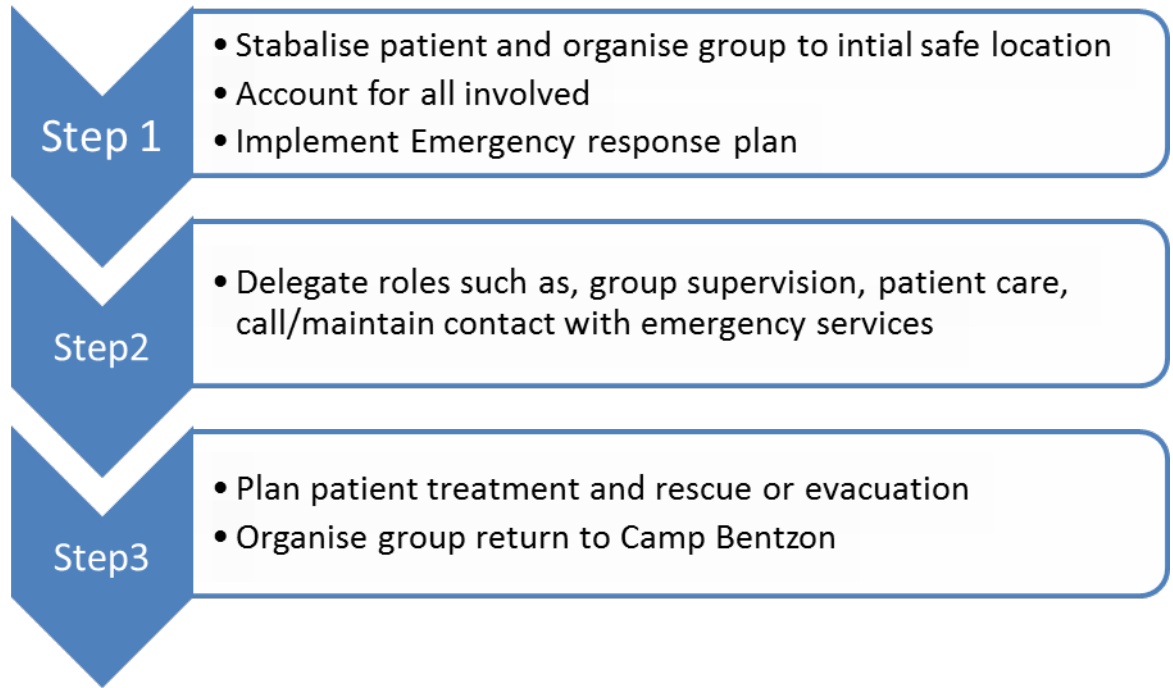 Step 1
• Stabalise patient and organise group to intial safe location
• Account for all involved
• Implement Emergency response plan
Step2
• Delegate roles such as, group supervision, patient care,
call/maintain contact with emergency services
Step3
• Plan patient treatment and rescue or evacuation
• Organise group return to Camp Bentzon